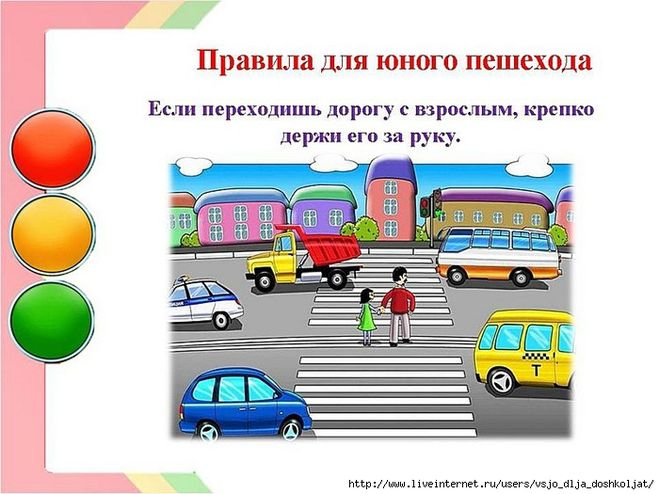 Правила для юного пешехода
Если переходишь дорогу с взрослым, крепко
держи его за руку.
Т
http://www.liveinternet.ru/users/vsjo_dlja_doshkoljat/